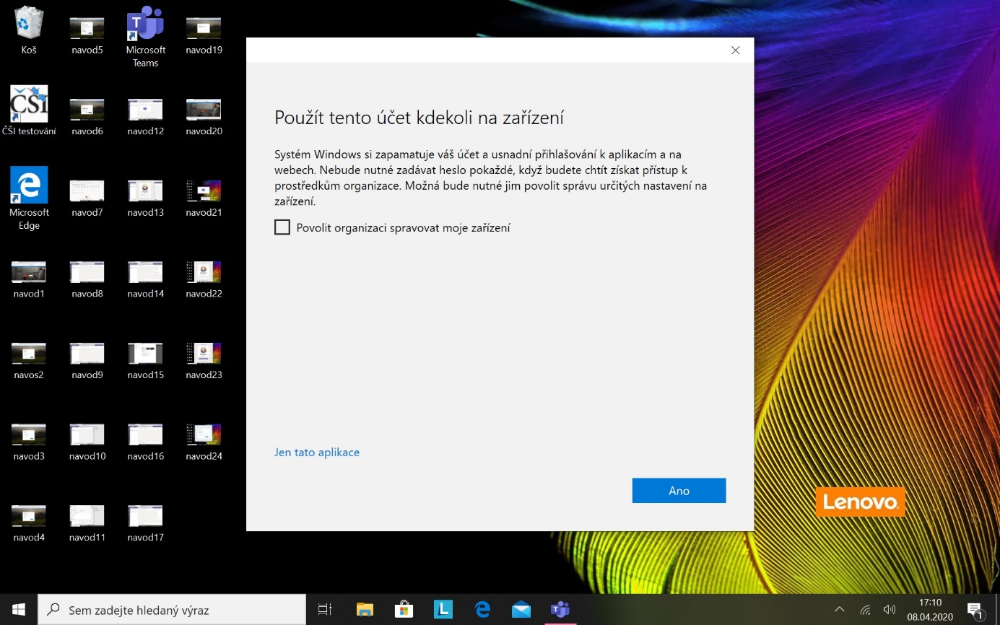 Koš
navod5
Microsoft
Teams
navod19
ČŠI
ČŠI testování
navod6
navod12
navod20
Microsoft
Edge
navod7
navod13
navod21
navod1
navod8
navod14
navod22
navos2
navod9
navod15
navod23
navod3
navod10
navod16
navod24
navod4
navod11
navod17
Použít tento účet kdekoli na zařízení
Systém Windows si zapamatuje váš účet a usnadní přihlašování k aplikacím a na
webech. Nebude nutné zadávat heslo pokaždé, když budete chtít získat přístup k
prostředkům organizace. Možná bude nutné jim povolit správu určitých nastavení na
zařízení.
Povolit organizaci spravovat moje zařízení
Jen tato aplikace
Ano
Lenovo
Sem zadejte hledaný výraz
L
17:10
08.04.2020
1